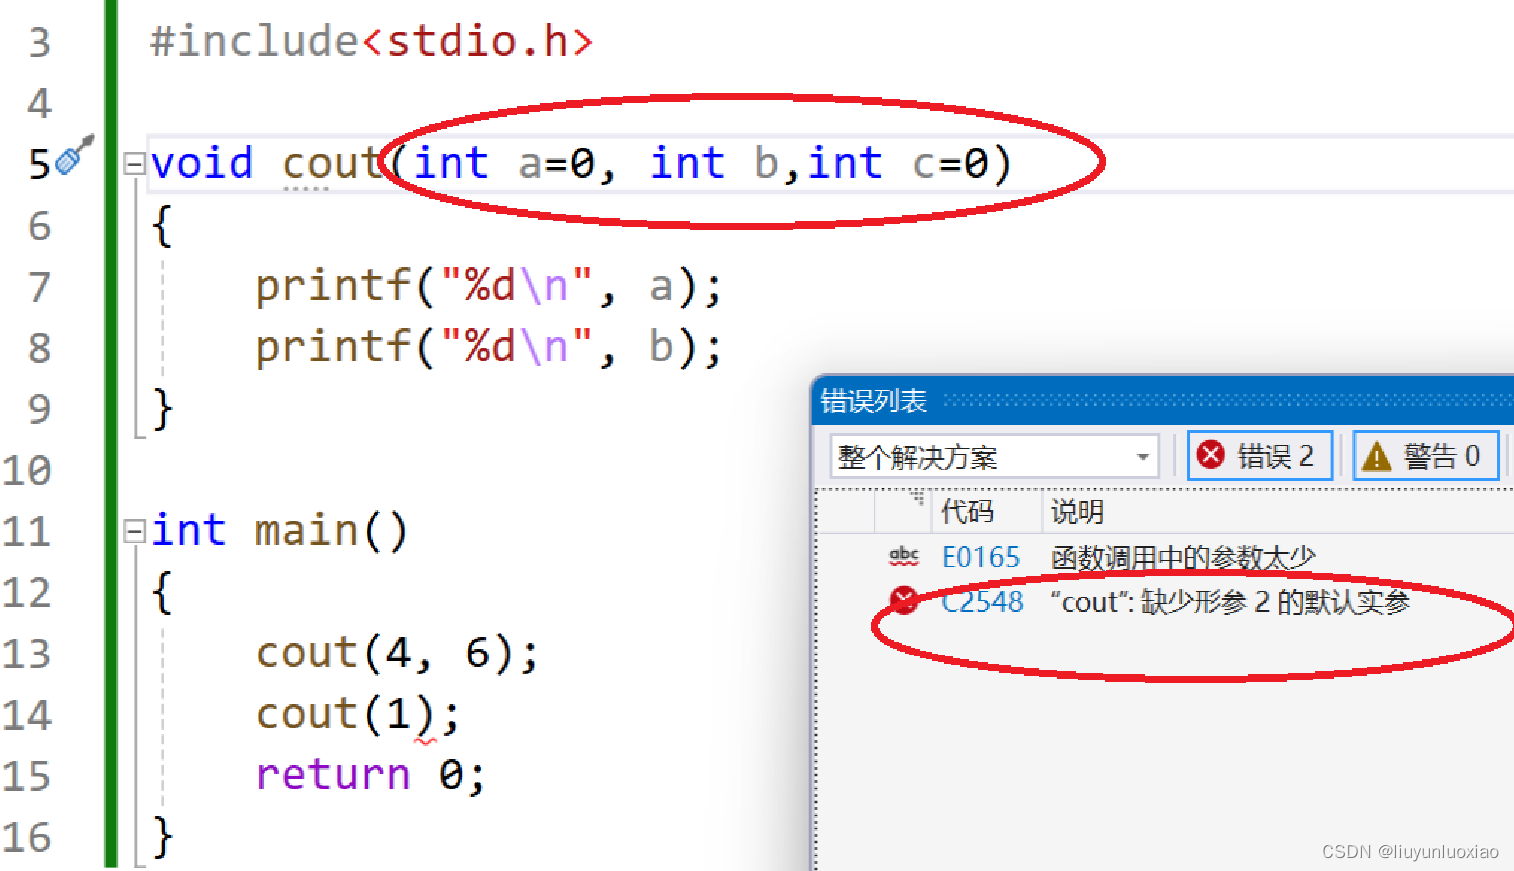 3 #include<stdio.h>
4
5 void cout(int a=0, int b,int c=0)
6 {
7 printf("%d\n", a);
8 printf("%d\n", b);
9 }
10
11 int main()
12 {
13 cout(4, 6);
14 cout(1);
15 return 0;
16 }
错误列表
整个解决方案 错误 2 警告 0
代码 说明
abc E0165 函数调用中的参数太少
C2548 “cout”: 缺少形参 2 的默认实参
CSDN @liuyunluoxiao